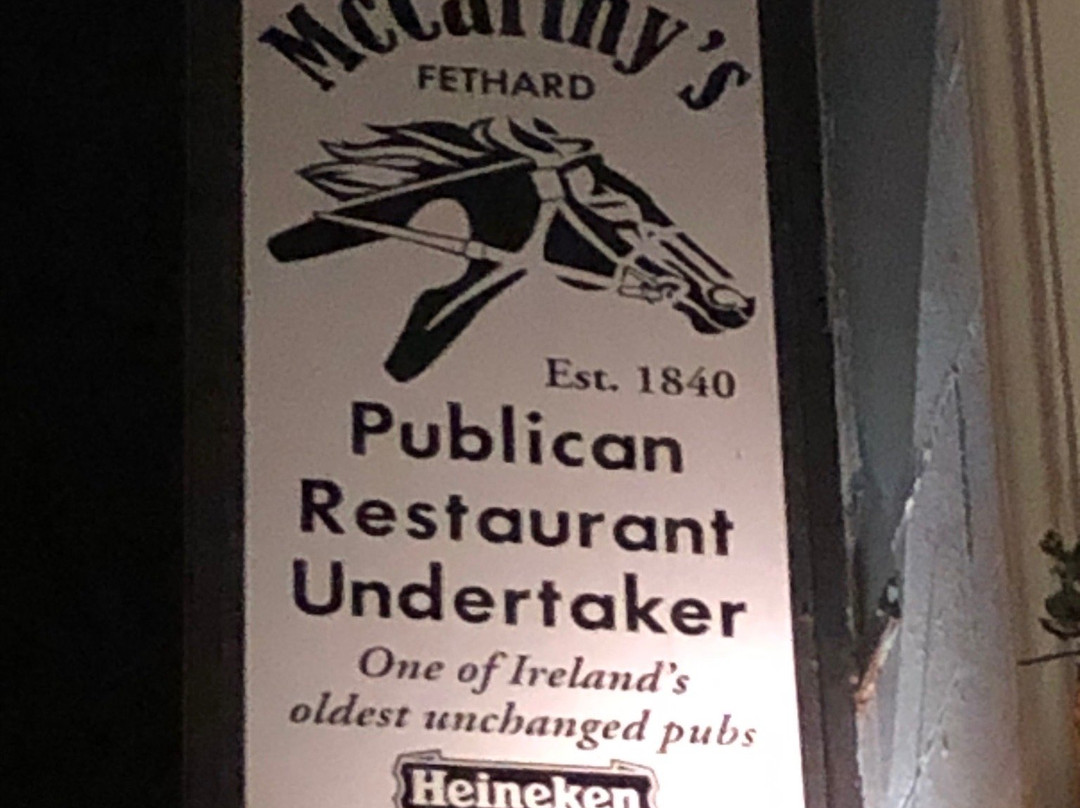 McCarthy's
FETHARD
Est. 1840
Publican
Restaurant
Undertaker
One of Ireland's
oldest unchanged pubs
Heineken